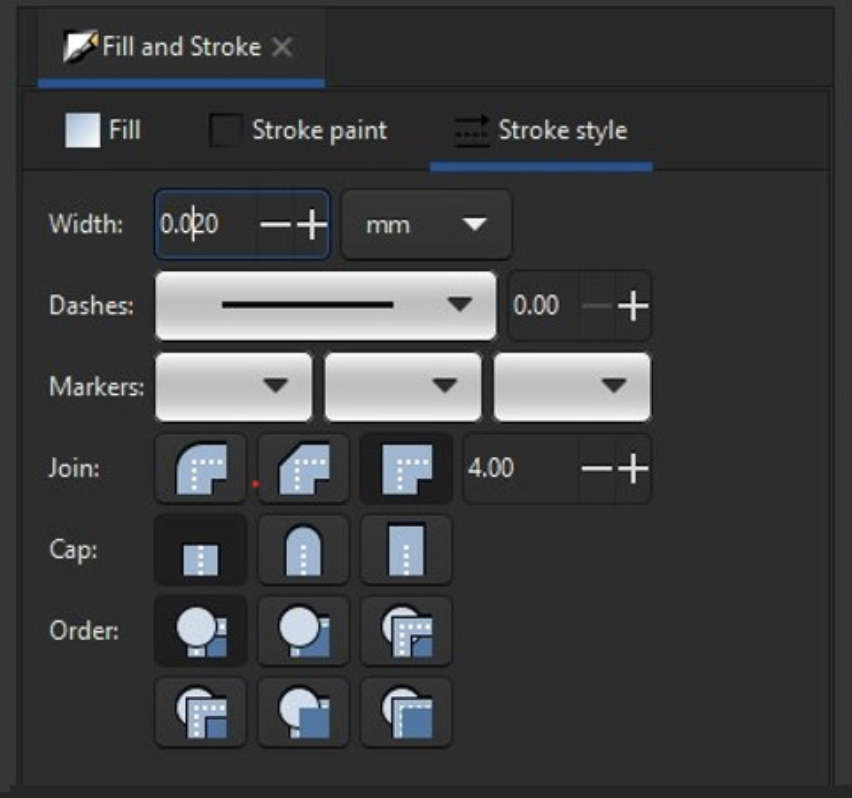 Fill and Stroke
Fill Stroke paint Stroke style
Width: 0.020 mm
Dashes: 0.00
Markers:
Join: 4.00
Cap:
Order: